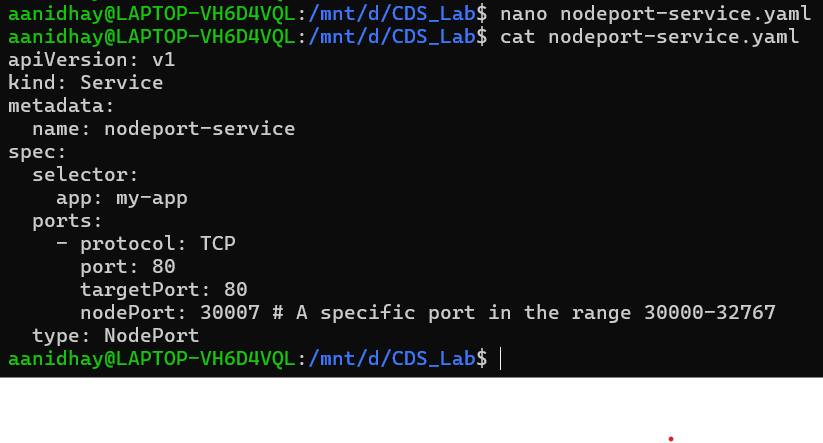 aanidhay@LAPTOP-VH6D4VQL:/mnt/d/CDS_Lab$ nano nodeport-service.yaml
aanidhay@LAPTOP-VH6D4VQL:/mnt/d/CDS_Lab$ cat nodeport-service.yaml
apiVersion: v1
kind: Service
metadata:
  name: nodeport-service
spec:
  selector:
    app: my-app
  ports:
    - protocol: TCP
      port: 80
      targetPort: 80
      nodePort: 30007 # A specific port in the range 30000-32767
  type: NodePort
aanidhay@LAPTOP-VH6D4VQL:/mnt/d/CDS_Lab$